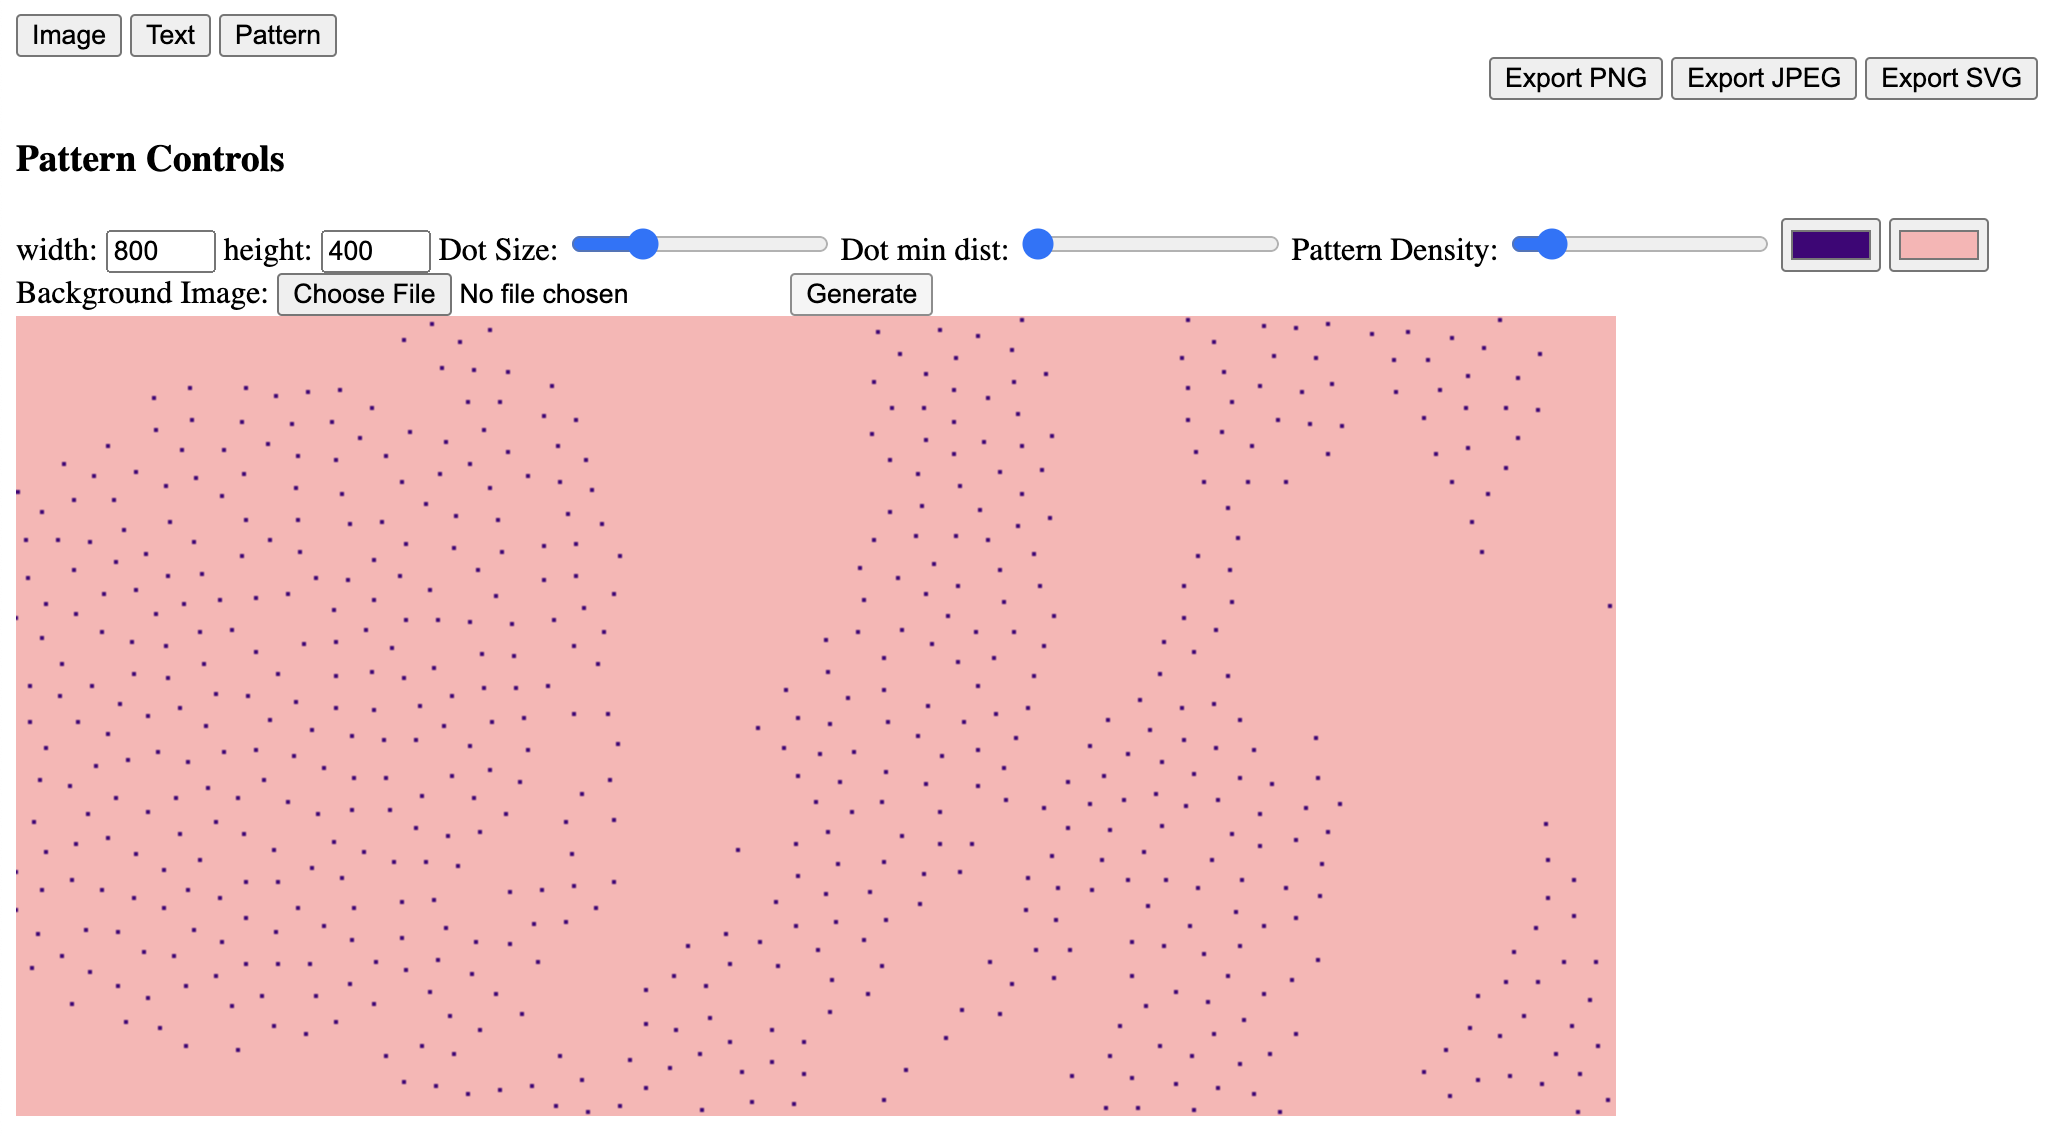 Image Text Pattern
Export PNG Export JPEG Export SVG
Pattern Controls
width: 800 height: 400 Dot Size: Dot min dist: Pattern Density:
Background Image: Choose File No file chosen Generate